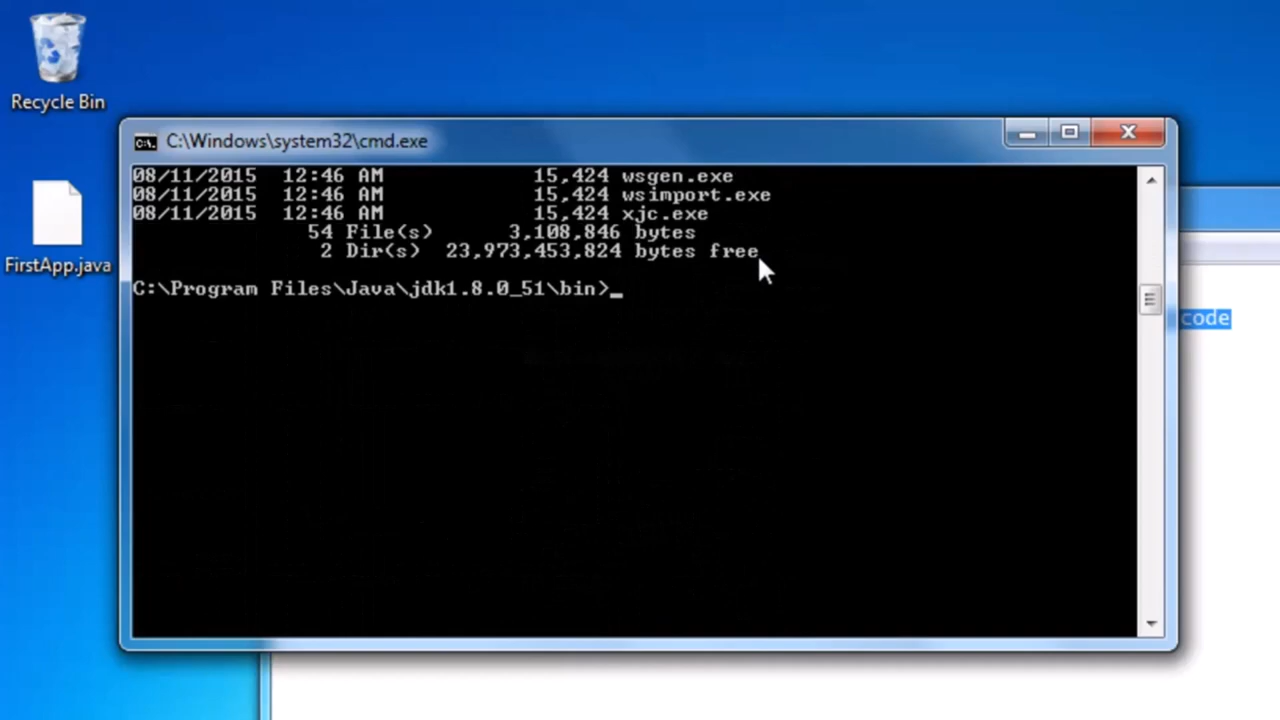 Recycle Bin
FirstApp.java
C:\Windows\system32\cmd.exe
08/11/2015 12:46 AM 15,424 wsgen.exe
08/11/2015 12:46 AM 15,424 wsimport.exe
08/11/2015 12:46 AM 15,424 xjc.exe
54 File(s) 3,108,846 bytes
2 Dir(s) 23,973,453,824 bytes free
C:\Program Files\Java\jdk1.8.0_51\bin>_
code